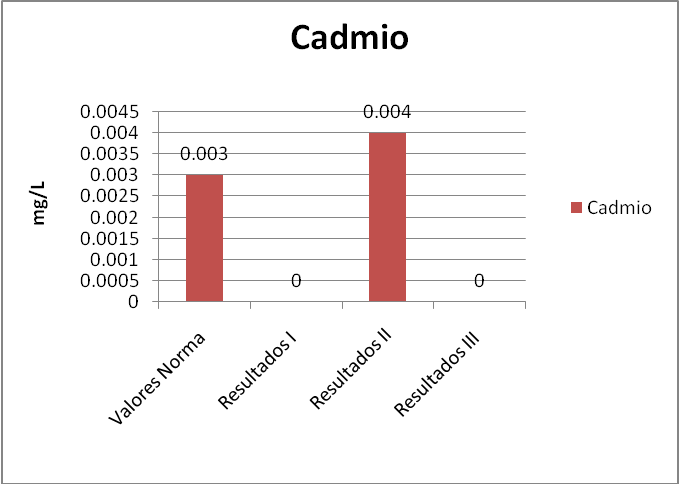 Cadmio
0.0045
0.004
0.0035
0.003
0.0025
0.002
0.0015
0.001
0.0005
0
mg/L
0.003
0
0.004
0
Valores Norma
Resultados I
Resultados II
Resultados III
Cadmio